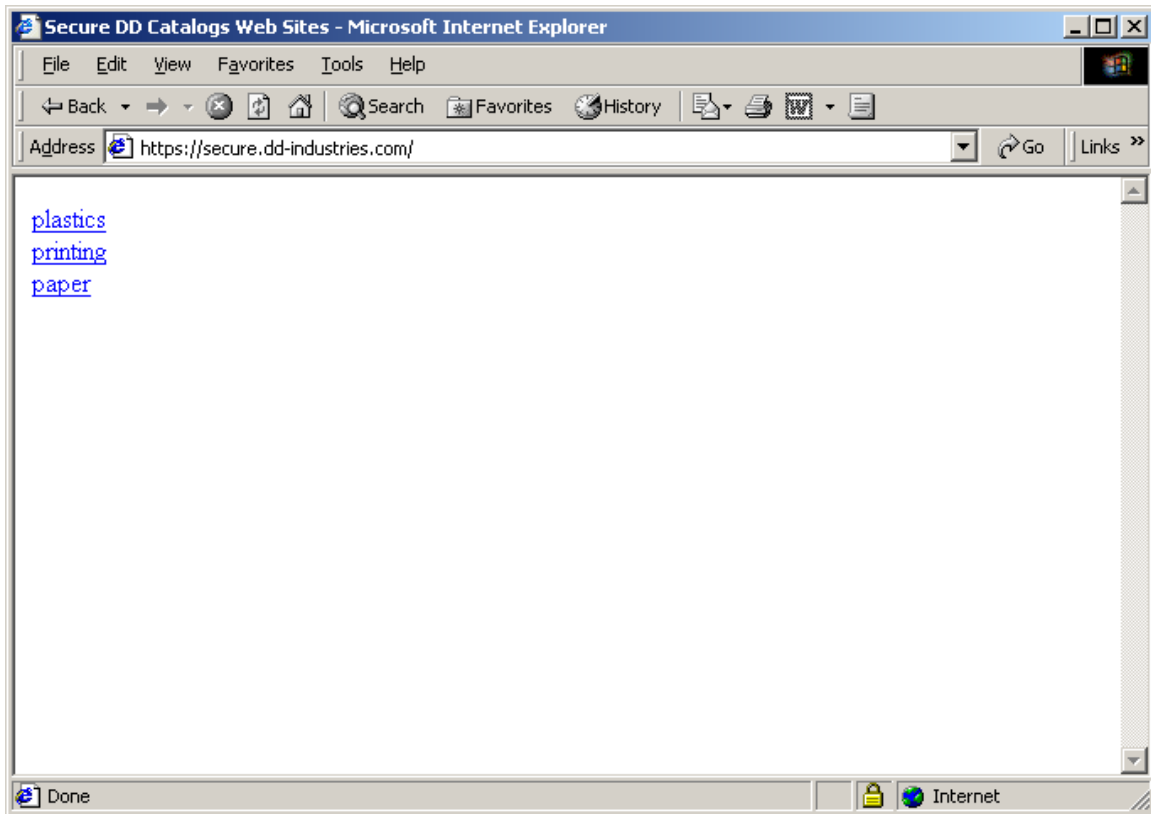 Secure DD Catalogs Web Sites - Microsoft Internet Explorer
File Edit View Favorites Tools Help
Back Search Favorites History
Address https://secure.dd-industries.com/ Go Links »
plastics
printing
paper
Done Internet